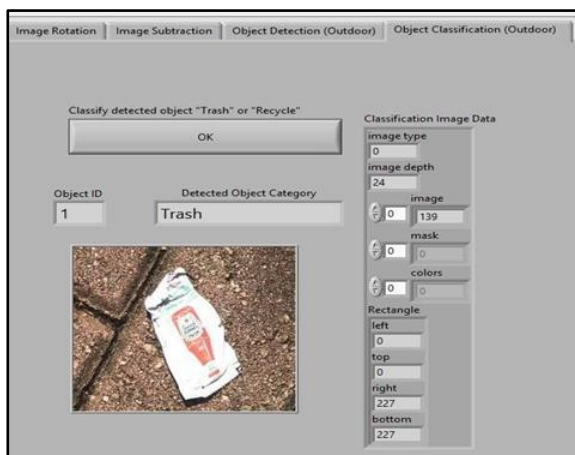 Image Rotation
Image Subtraction
Object Detection (Outdoor)
Object Classification (Outdoor)
Classify detected object "Trash" or "Recycle"
OK
Object ID
1
Detected Object Category
Trash
Classification Image Data
image type
0
image depth
24
image
0
139
mask
0
0
colors
0
0
Rectangle
left
0
top
0
right
227
bottom
227